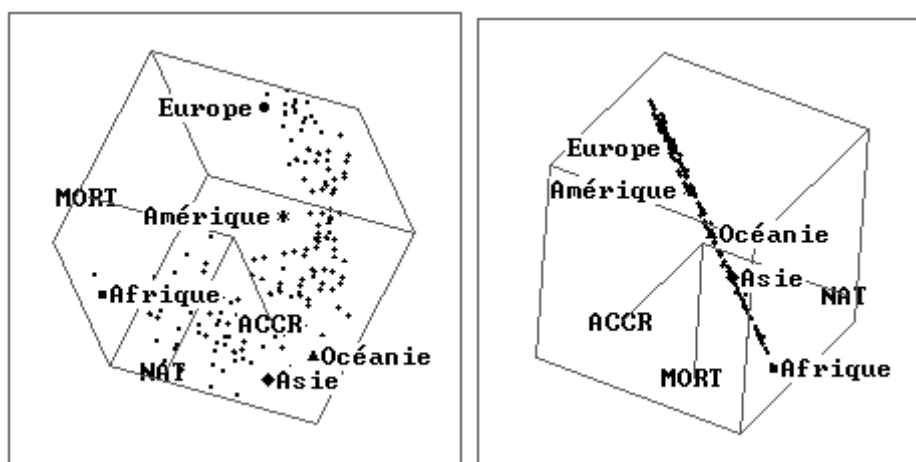 Europe
MORT
Amérique
Afrique
ACCR
Océanie
NAT
Asie
Europe
Amérique
Océanie
Asie
NAT
ACCR
MORT
Afrique